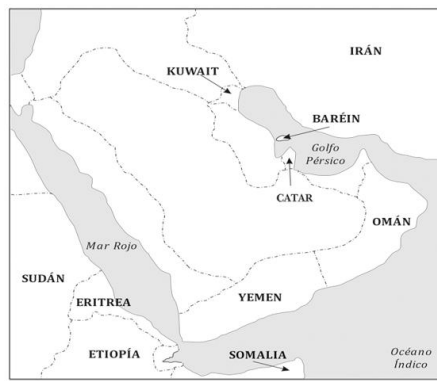 IRÁN
KUWAIT
BARÉIN
Golfo
Pérsico
CATAR
OMÁN
Mar Rojo
SUDÁN
ERITREA
YEMEN
ETIOPÍA
SOMALIA
Océano
Índico